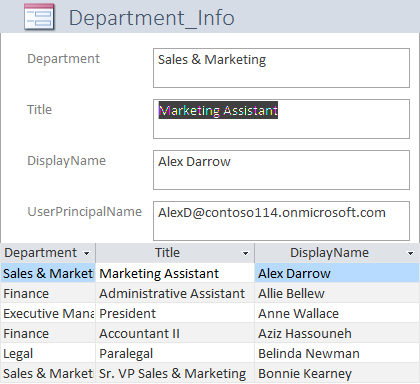 Department_Info
Department Sales & Marketing
Title Marketing Assistant
DisplayName Alex Darrow
UserPrincipalName AlexD@contoso114.onmicrosoft.com
Department Title DisplayName
Sales & Market Marketing Assistant Alex Darrow
Finance Administrative Assistant Allie Bellew
Executive Mana President Anne Wallace
Finance Accountant II Aziz Hassouneh
Legal Paralegal Belinda Newman
Sales & Market Sr. VP Sales & Marketing Bonnie Kearney